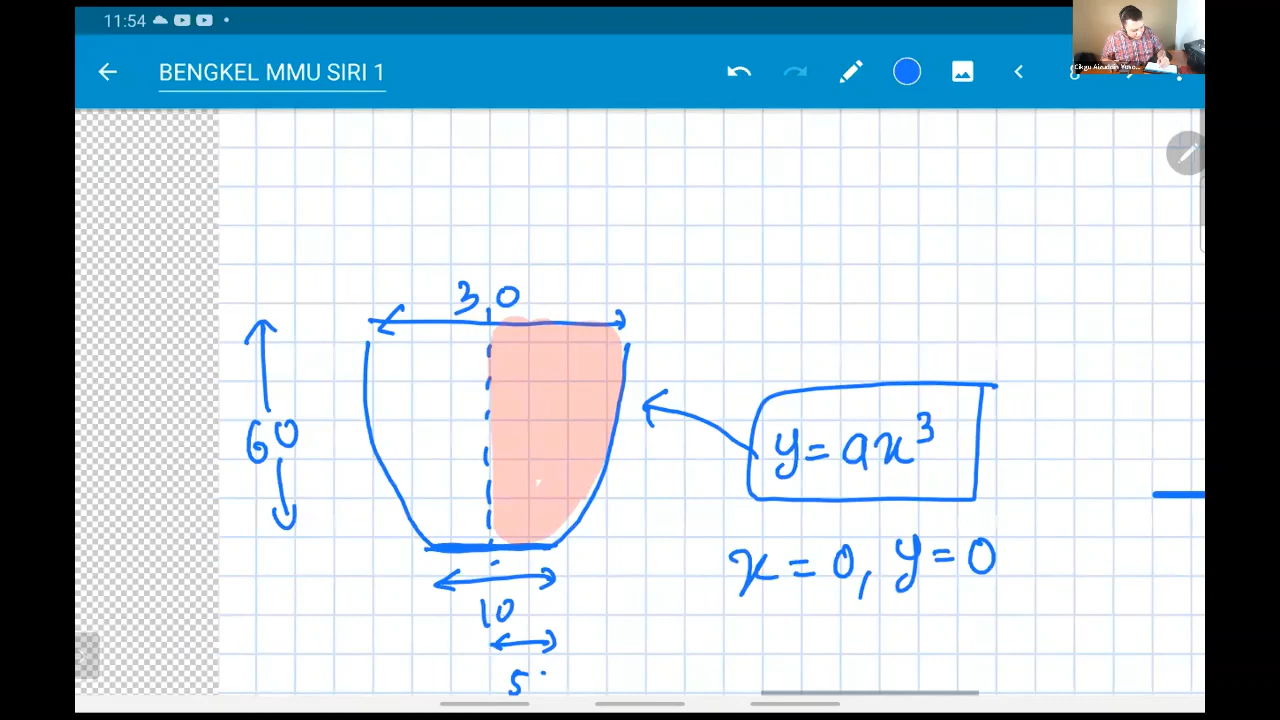 11:54
BENGKEL MMU SIRI 1
30
60
y = ax³
x = 0, y = 0
10
5